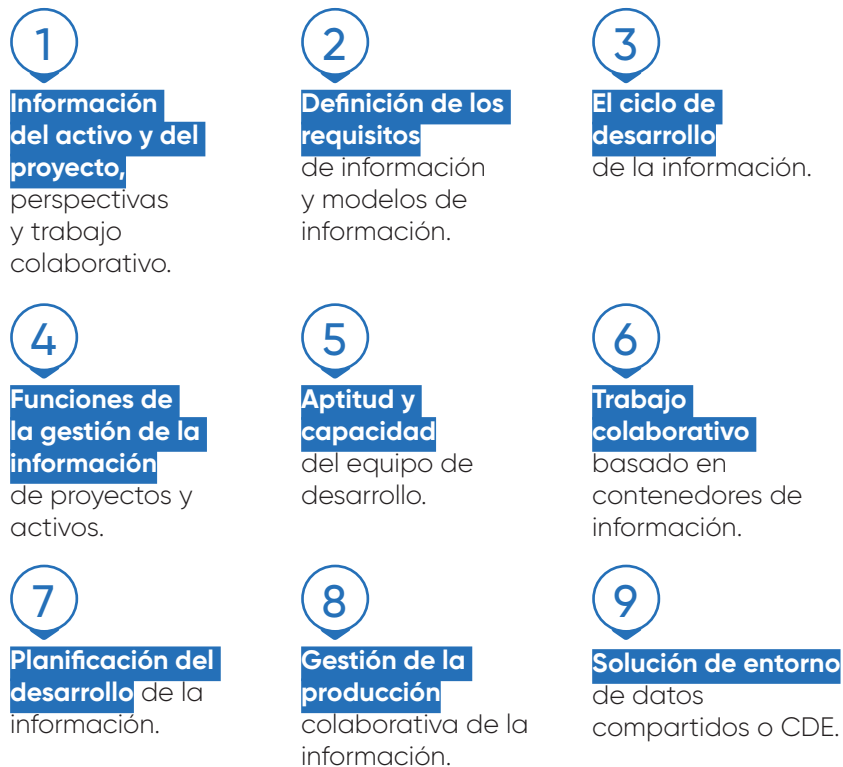 1
Información
del activo y del
proyecto,
perspectivas
y trabajo
colaborativo.
2
Definición de los
requisitos
de información
y modelos de
información.
3
El ciclo de
desarrollo
de la información.
4
Funciones de
la gestión de la
información
de proyectos y
activos.
5
Aptitud y
capacidad
del equipo de
desarrollo.
6
Trabajo
colaborativo
basado en
contenedores de
información.
7
Planificación del
desarrollo de la
información.
8
Gestión de la
producción
colaborativa de la
información.
9
Solución de entorno
de datos
compartidos o CDE.